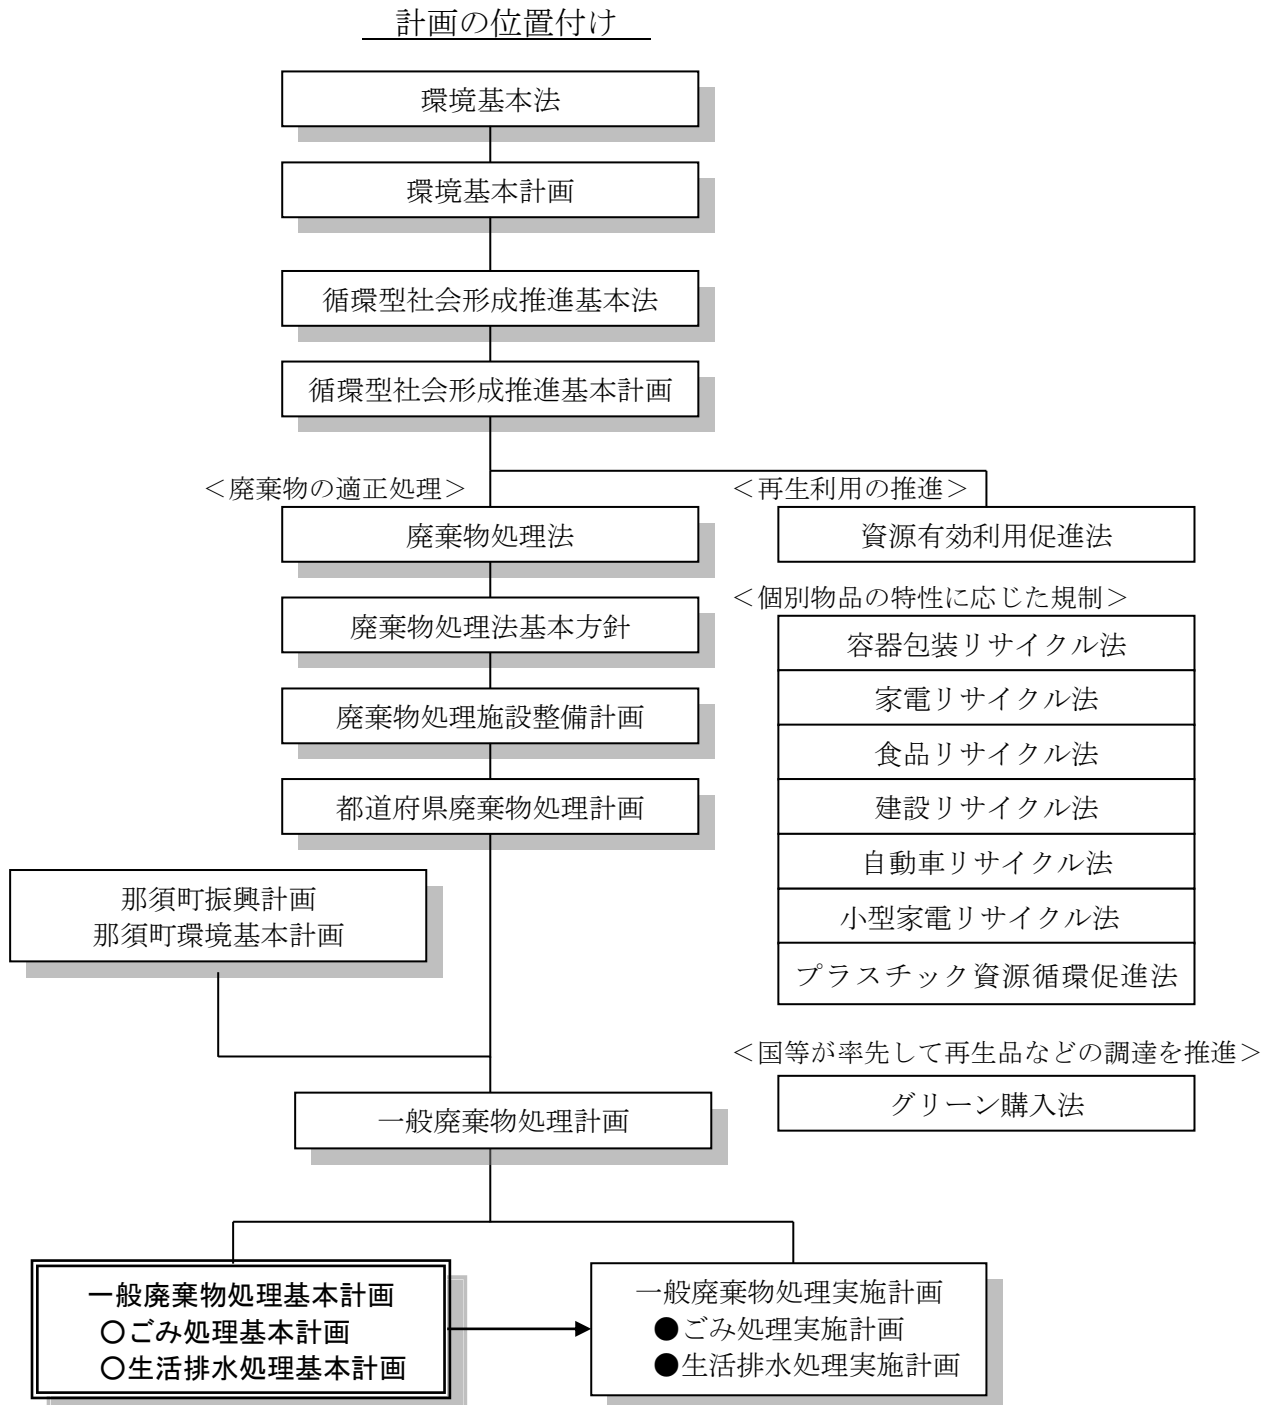 計画の位置付け
環境基本法
環境基本計画
循環型社会形成推進基本法
循環型社会形成推進基本計画
＜廃棄物の適正処理＞
廃棄物処理法
廃棄物処理法基本方針
廃棄物処理施設整備計画
都道府県廃棄物処理計画
＜再生利用の推進＞
資源有効利用促進法
＜個別物品の特性に応じた規制＞
容器包装リサイクル法
家電リサイクル法
食品リサイクル法
建設リサイクル法
自動車リサイクル法
小型家電リサイクル法
プラスチック資源循環促進法
＜国等が率先して再生品などの調達を推進＞
グリーン購入法
那須町振興計画
那須町環境基本計画
一般廃棄物処理計画
一般廃棄物処理基本計画
〇ごみ処理基本計画
〇生活排水処理基本計画
一般廃棄物処理実施計画
●ごみ処理実施計画
●生活排水処理実施計画